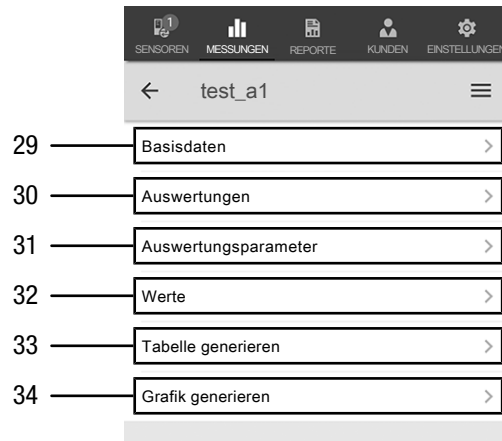 1
SENSOREN MESSUNGEN REPORTE KUNDEN EINSTELLUNGEN
test_a1
29 Basisdaten
30 Auswertungen
31 Auswertungsparameter
32 Werte
33 Tabelle generieren
34 Grafik generieren